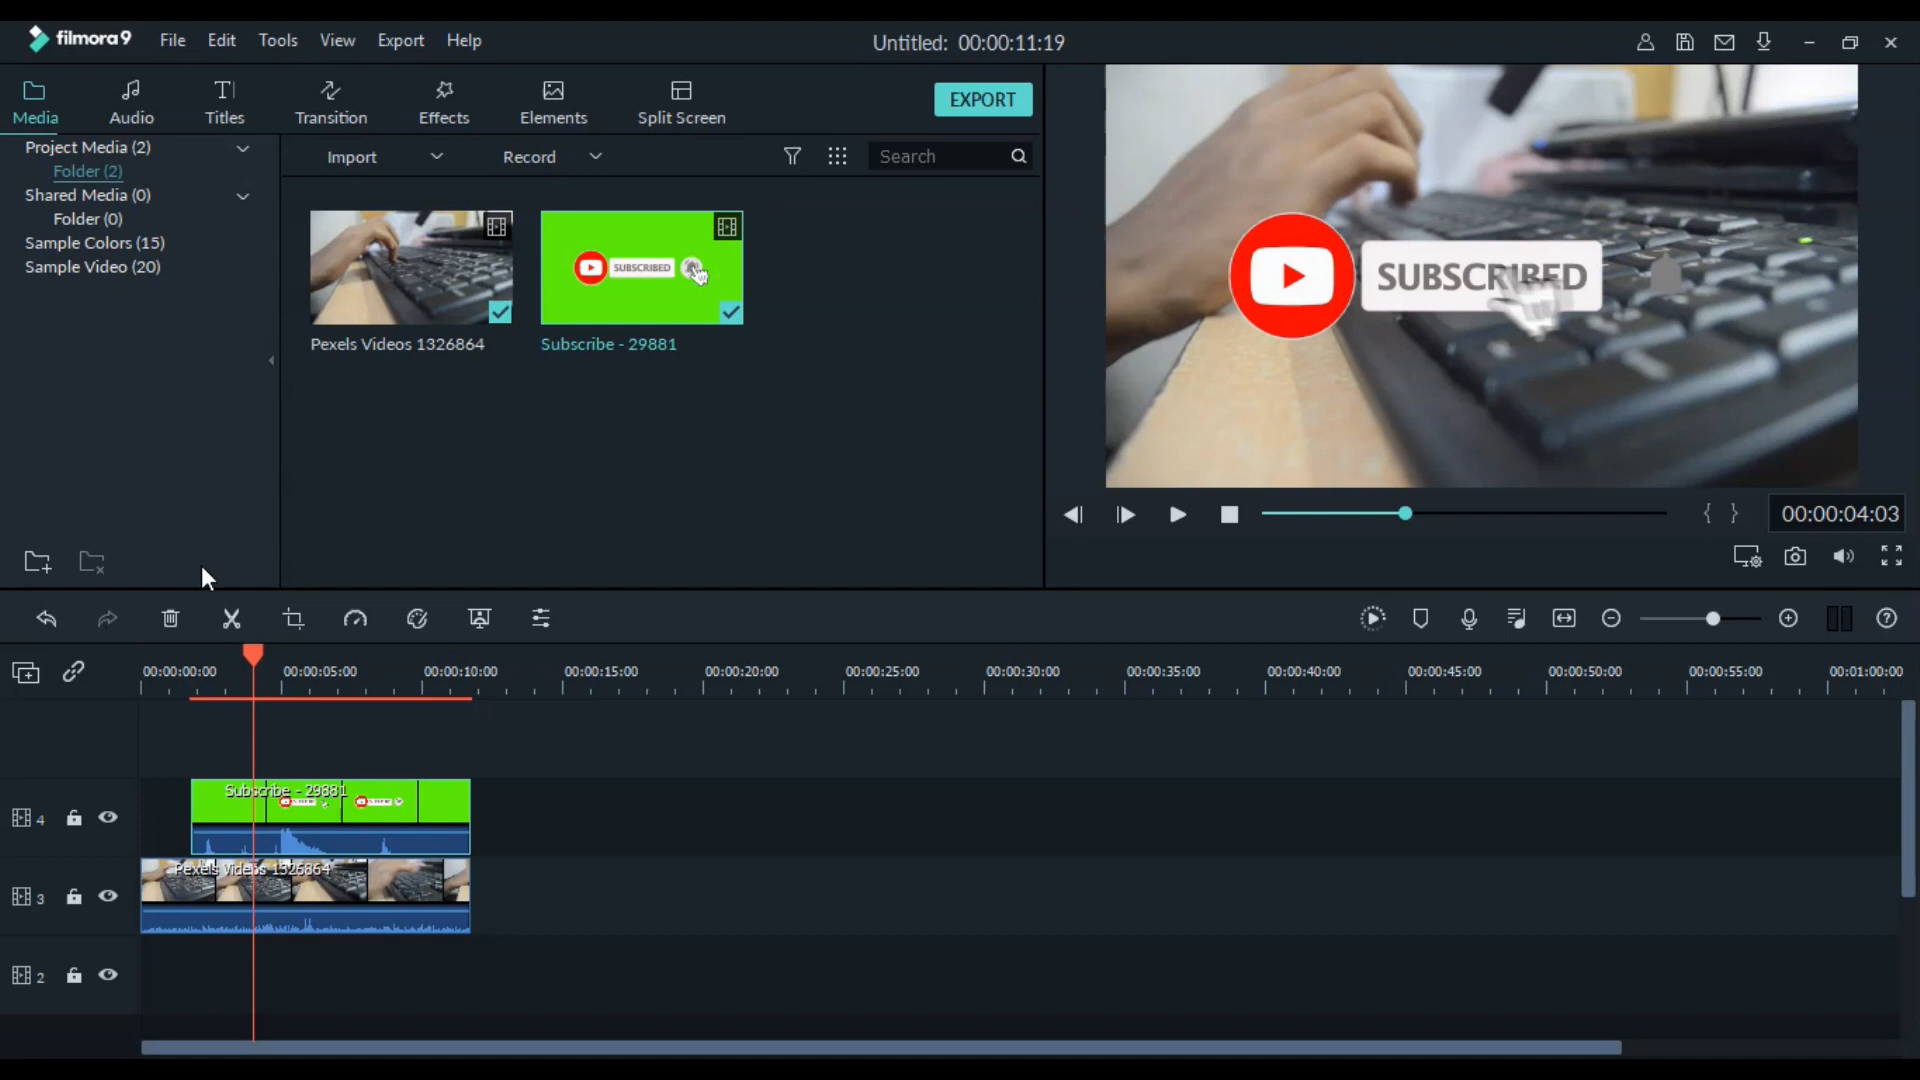 filmora9 File Edit Tools View Export Help Untitled: 00:00:11:19
Media Audio Titles Transition Effects Elements Split Screen EXPORT
Project Media (2)
Folder (2)
Shared Media (0)
Folder (0)
Sample Colors (15)
Sample Video (20)
Import Record Search
SUBSCRIBED
Pexels Videos 1326864 Subscribe - 29881
SUBSCRIBED
00:00:04:03
00:00:00:00 00:00:05:00 00:00:10:00 00:00:15:00 00:00:20:00 00:00:25:00 00:00:30:00 00:00:35:00 00:00:40:00 00:00:45:00 00:00:50:00 00:00:55:00 00:01:00:00
Subscribe - 29881
4
Pexels Videos 1326864
3
2